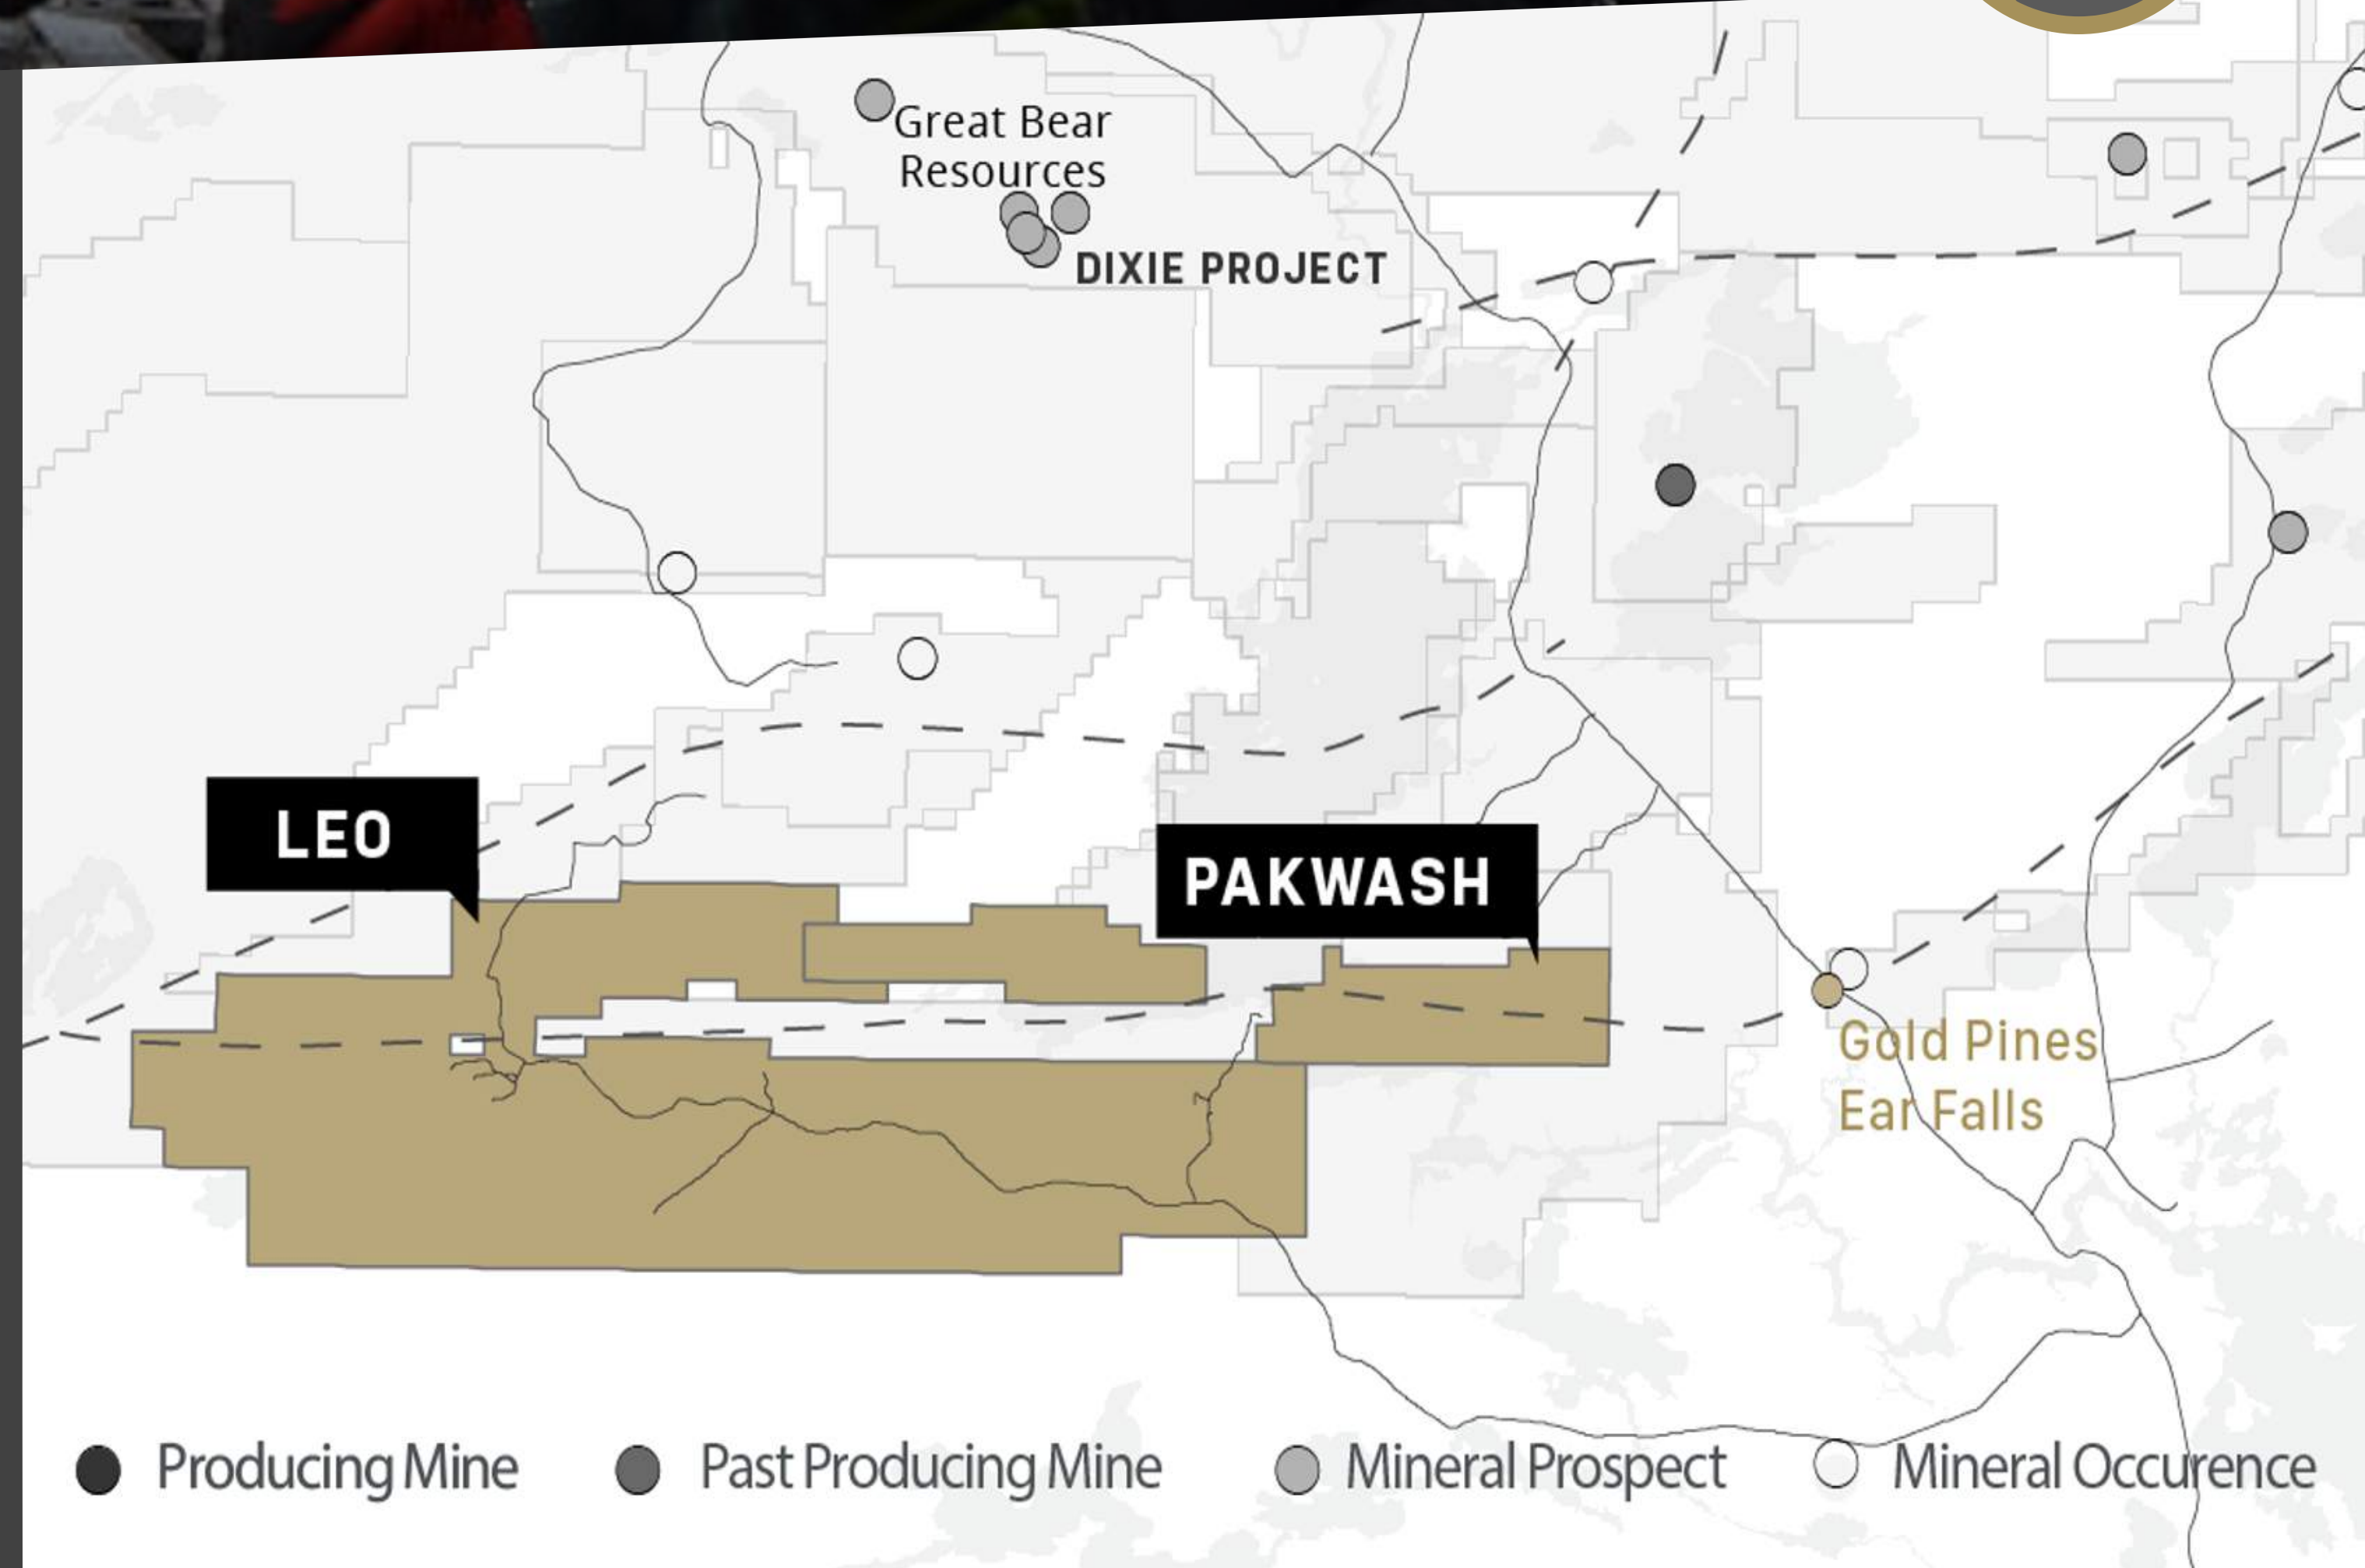 Great Bear
Resources
DIXIE PROJECT
LEO
PAKWASH
Gold Pines
Ear Falls
Producing Mine
Past Producing Mine
Mineral Prospect
Mineral Occurence